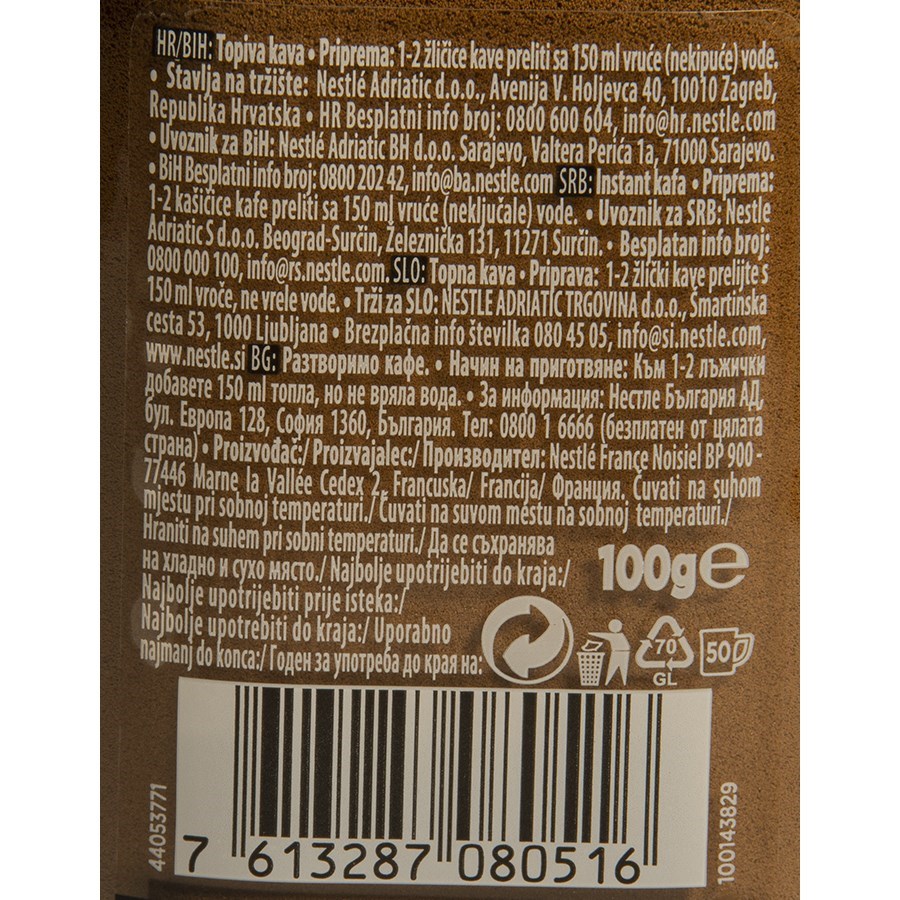 HR/BIH: Topiva kava • Priprema: 1-2 žličice kave preliti sa 150 ml vruće (nekipuće) vode.
• Stavlja na tržište: Nestlé Adriatic d.o.o., Avenija V. Holjevca 40, 10010 Zagreb,
Republika Hrvatska • HR Besplatni info broj: 0800 600 604, info@hr.nestle.com
• Uvoznik za BiH: Nestlé Adriatic BH d.o.o. Sarajevo, Valtera Perića 1a, 71000 Sarajevo.
• BiH Besplatni info broj: 0800 202 42, info@ba.nestle.com SRB: Instant kafa • Priprema:
1-2 kašičice kafe preliti sa 150 ml vruće (neključale) vode. • Uvoznik za SRB: Nestle
Adriatic S d.o.o. Beograd-Surčin, Železnička 131, 11271 Surčin. • Besplatan info broj:
0800 000 100, info@rs.nestle.com. SLO: Topna kava • Priprava: 1-2 žlički kave prelijte s
150 ml vroče, ne vrele vode. • Trži za SLO: NESTLE ADRIATIC TRGOVINA d.o.o., Šmartinska
cesta 53, 1000 Ljubljana • Brezplačna info številka 080 45 05, info@si.nestle.com,
www.nestle.si BG: Разтворимо кафе. • Начин на приготвяне: Към 1-2 лъжички
добавете 150 ml топла, но не вряла вода. • За информация: Нестле България АД,
бул. Европа 128, София 1360, България. Тел: 0800 1 6666 (безплатен от цялата
страна) • Proizvođač:/ Proizvajalec:/ Производител: Nestlé France Noisiel BP 900 -
77446 Marne la Vallée Cedex 2, Francuska/ Francija/ Франция. Čuvati na suhom
mjestu pri sobnoj temperaturi./ Čuvati na suvom mestu na sobnoj temperaturi./
Hraniti na suhem pri sobni temperaturi./ Да се съхранява
на хладно и сухо място./ Najbolje upotrijebiti do kraja:/
Najbolje upotrijebiti prije isteka:/
Najbolje upotrebiti do kraja:/ Uporabno
najmanj do konca:/ Годен за употреба до края на:
100g e
70
GL
50
44053771
7 613287 080516
100143829